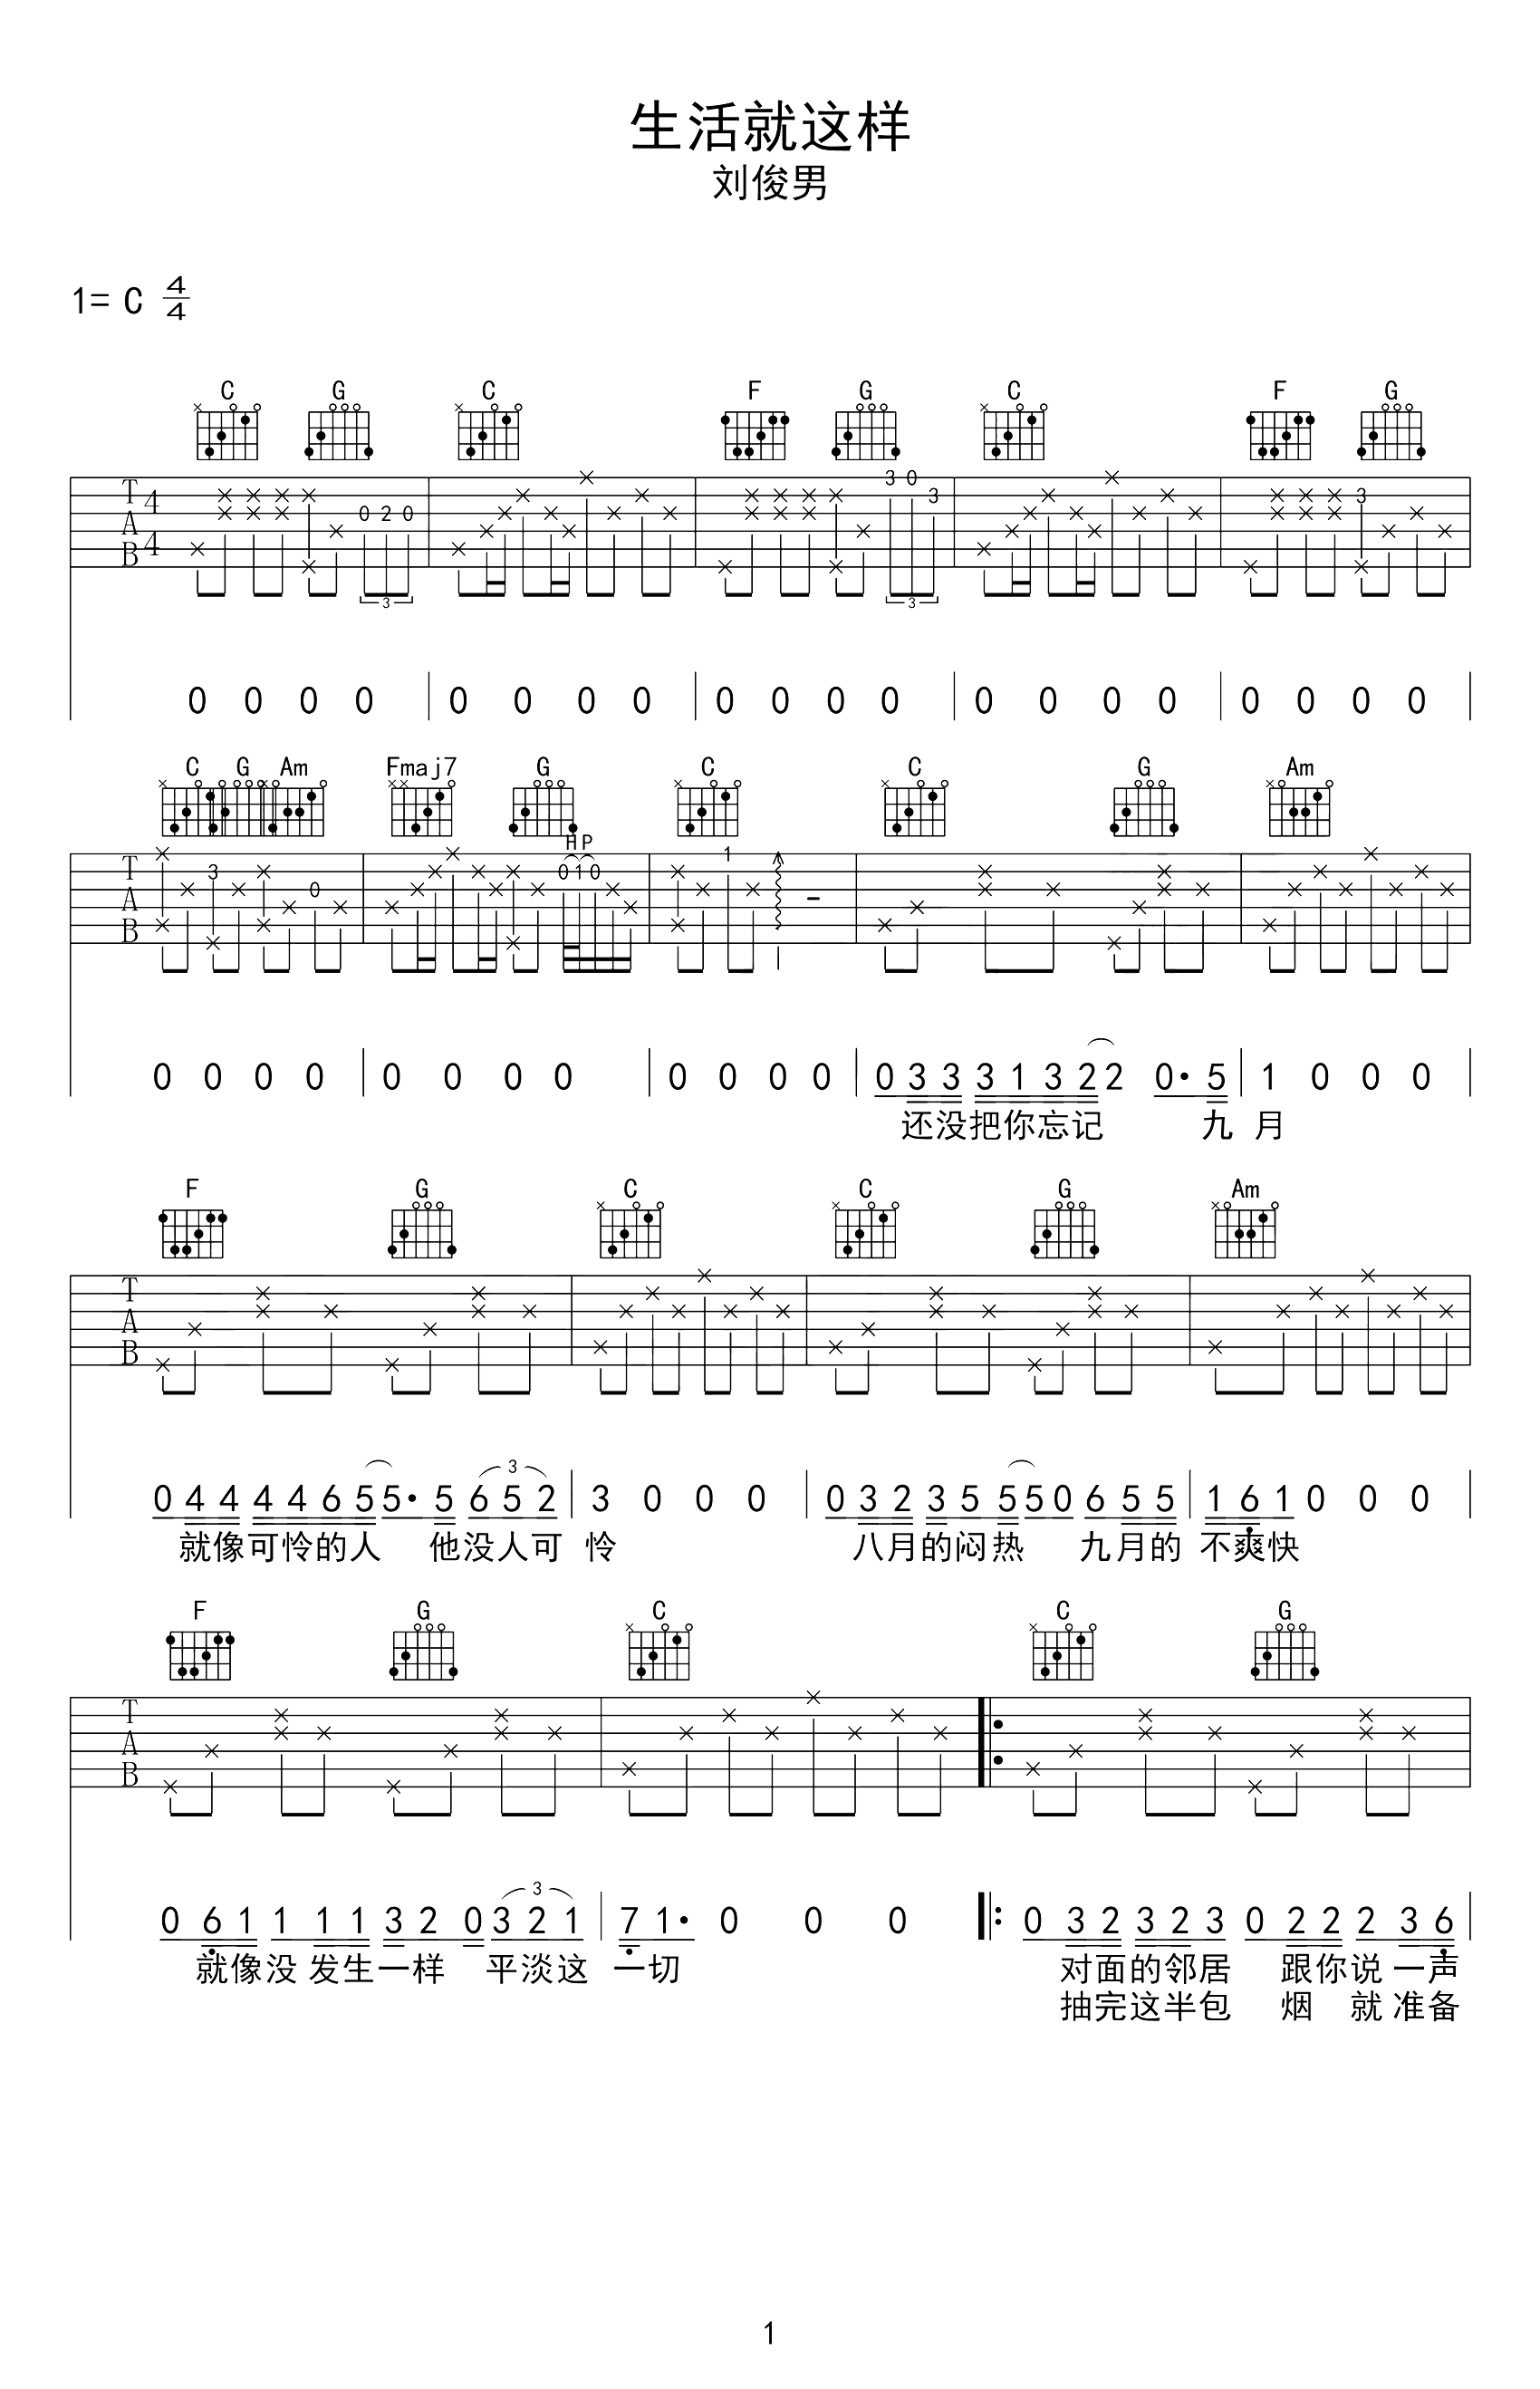 生活就这样
刘俊男
1= C 4/4
C G C F G C F G
T A B 4 4 0 2 0 3 0 3 3
3 3
0 0 0 0 0 0 0 0 0 0 0 0 0 0 0 0 0 0 0 0
C G Am Fmaj7 G C C G Am
H P
T A B 3 0 0 1 0 1 -
0 0 0 0 0 0 0 0 0 0 0 0 0 3 3 3 1 3 2 2 0· 5 1 0 0 0
还没把你忘记 九 月
F G C C G Am
T A B
3
0 4 4 4 4 6 5 5· 5 6 5 2 3 0 0 0 0 3 2 3 5 5 5 0 6 5 5 1 6 1 0 0 0
就像可怜的人 他没人可 怜 八月的闷热 九月的 不爽快
F G C C G
T A B
3
0 6 1 1 1 1 3 2 0 3 2 1 7 1· 0 0 0 0 3 2 3 2 3 0 2 2 2 3 6
就像没 发生一样 平淡这 一切 对面的邻居 跟你说 一声
抽完这半包 烟 就 准备
1